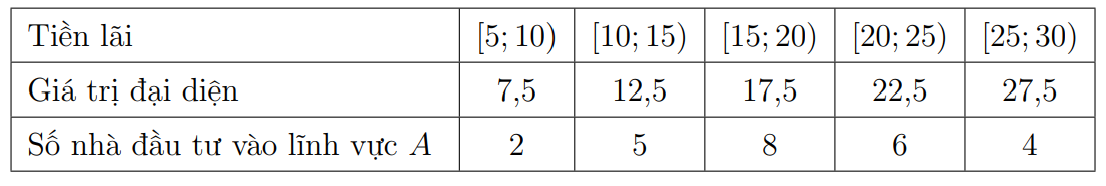 Tiền lãi [5; 10) [10; 15) [15; 20) [20; 25) [25; 30)
Giá trị đại diện 7,5 12,5 17,5 22,5 27,5
Số nhà đầu tư vào lĩnh vực A 2 5 8 6 4